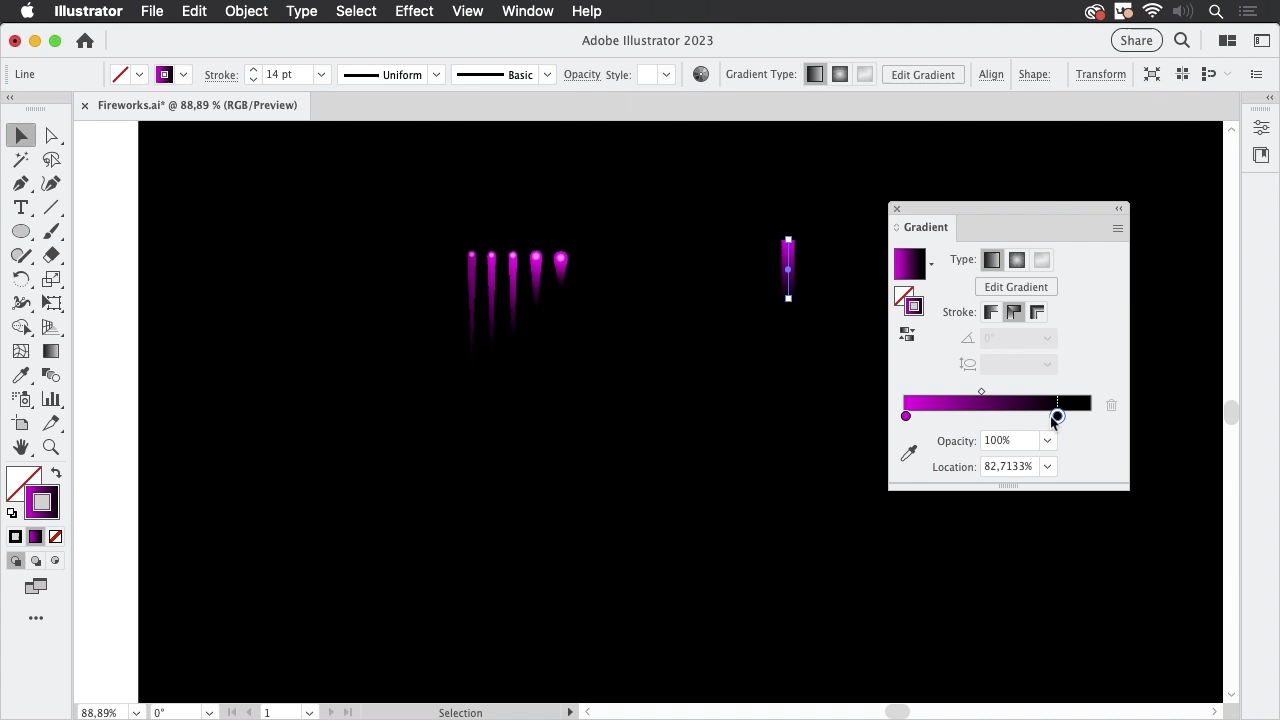 Illustrator File Edit Object Type Select Effect View Window Help
Adobe Illustrator 2023
Share
Line
Stroke: 14 pt Uniform Basic Opacity Style: Gradient Type: Edit Gradient Align Shape: Transform
Fireworks.ai* @ 88,89 % (RGB/Preview)
Gradient
Type:
Edit Gradient
Stroke:
0°
Opacity: 100%
Location: 82,7133%
88,89% 0° 1 Selection